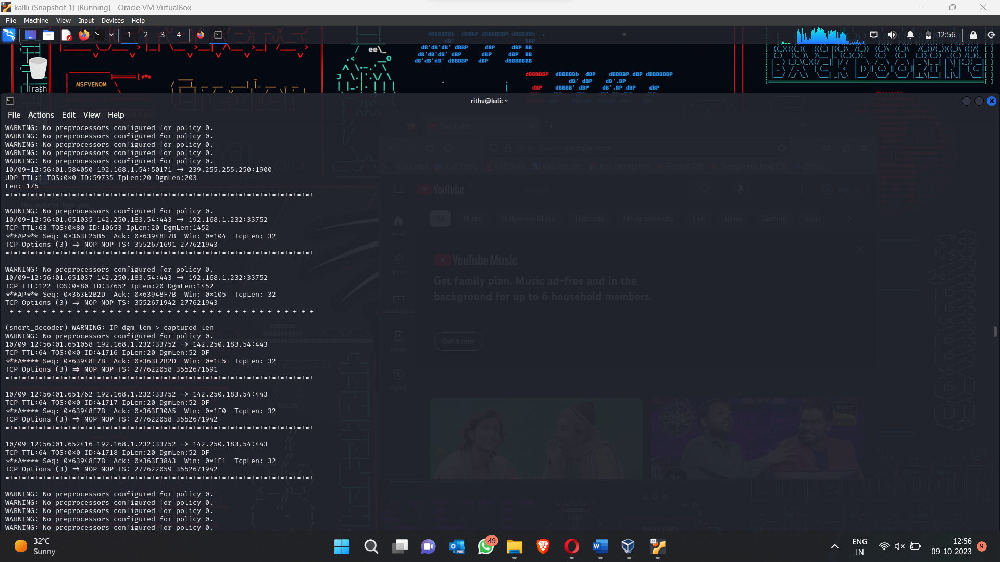 kallli (Snapshot 1) [Running] - Oracle VM VirtualBox
File Machine View Input Devices Help
1 2 3 4
12:56
Trash
MSFVENOM
rithu@kali: ~
File Actions Edit View Help
WARNING: No preprocessors configured for policy 0.
WARNING: No preprocessors configured for policy 0.
WARNING: No preprocessors configured for policy 0.
WARNING: No preprocessors configured for policy 0.
WARNING: No preprocessors configured for policy 0.
10/09-12:56:01.584050 192.168.1.54:50171 -> 239.255.255.250:1900
UDP TTL:1 TOS:0×0 ID:59735 IpLen:20 DgmLen:203
Len: 175
=+=+=+=+=+=+=+=+=+=+=+=+=+=+=+=+=+=+=+=+=+=+=+=+=+=+=+=+=+=+=+=+=+=+=+=+=+
WARNING: No preprocessors configured for policy 0.
10/09-12:56:01.651035 142.250.183.54:443 -> 192.168.1.232:33752
TCP TTL:63 TOS:0×80 ID:10653 IpLen:20 DgmLen:1452
***AP*** Seq: 0×363E25B5  Ack: 0×63948F7B  Win: 0×104  TcpLen: 32
TCP Options (3) => NOP NOP TS: 3552671691 277621943
=+=+=+=+=+=+=+=+=+=+=+=+=+=+=+=+=+=+=+=+=+=+=+=+=+=+=+=+=+=+=+=+=+=+=+=+=+
WARNING: No preprocessors configured for policy 0.
10/09-12:56:01.651037 142.250.183.54:443 -> 192.168.1.232:33752
TCP TTL:122 TOS:0×80 ID:37652 IpLen:20 DgmLen:1452
***AP*** Seq: 0×363E2B2D  Ack: 0×63948F7B  Win: 0×105  TcpLen: 32
TCP Options (3) => NOP NOP TS: 3552671942 277621943
=+=+=+=+=+=+=+=+=+=+=+=+=+=+=+=+=+=+=+=+=+=+=+=+=+=+=+=+=+=+=+=+=+=+=+=+=+
(snort_decoder) WARNING: IP dgm len > captured len
WARNING: No preprocessors configured for policy 0.
10/09-12:56:01.651058 192.168.1.232:33752 -> 142.250.183.54:443
TCP TTL:64 TOS:0×0 ID:41716 IpLen:20 DgmLen:52 DF
***A**** Seq: 0×63948F7B  Ack: 0×363E2B2D  Win: 0×1F5  TcpLen: 32
TCP Options (3) => NOP NOP TS: 277622058 3552671691
=+=+=+=+=+=+=+=+=+=+=+=+=+=+=+=+=+=+=+=+=+=+=+=+=+=+=+=+=+=+=+=+=+=+=+=+=+
10/09-12:56:01.651762 192.168.1.232:33752 -> 142.250.183.54:443
TCP TTL:64 TOS:0×0 ID:41717 IpLen:20 DgmLen:52 DF
***A**** Seq: 0×63948F7B  Ack: 0×363E30A5  Win: 0×1F0  TcpLen: 32
TCP Options (3) => NOP NOP TS: 277622058 3552671942
=+=+=+=+=+=+=+=+=+=+=+=+=+=+=+=+=+=+=+=+=+=+=+=+=+=+=+=+=+=+=+=+=+=+=+=+=+
10/09-12:56:01.652416 192.168.1.232:33752 -> 142.250.183.54:443
TCP TTL:64 TOS:0×0 ID:41718 IpLen:20 DgmLen:52 DF
***A**** Seq: 0×63948F7B  Ack: 0×363E3843  Win: 0×1E1  TcpLen: 32
TCP Options (3) => NOP NOP TS: 277622059 3552671942
=+=+=+=+=+=+=+=+=+=+=+=+=+=+=+=+=+=+=+=+=+=+=+=+=+=+=+=+=+=+=+=+=+=+=+=+=+
WARNING: No preprocessors configured for policy 0.
WARNING: No preprocessors configured for policy 0.
WARNING: No preprocessors configured for policy 0.
WARNING: No preprocessors configured for policy 0.
WARNING: No preprocessors configured for policy 0.
YouTube
https://www.youtube.com
Kali Linux Kali Tools Kali Docs Kali Forums Kali NetHunter Exploit-DB Google Hacking DB OffSec
YouTube IN
Search
Sign in
All Music Bollywood Music Dramedy Movie musicals Live News Gaming
Home
Shorts
Subscriptions
Library
History
YouTube Music
Get family plan. Music ad-free and in the
background for up to 6 household members.
Get it now
SONY
5+
RECON
LOOT
PAYLOAD
32°C
Sunny
49
PRE
64
ENG
IN
12:56
09-10-2023
9